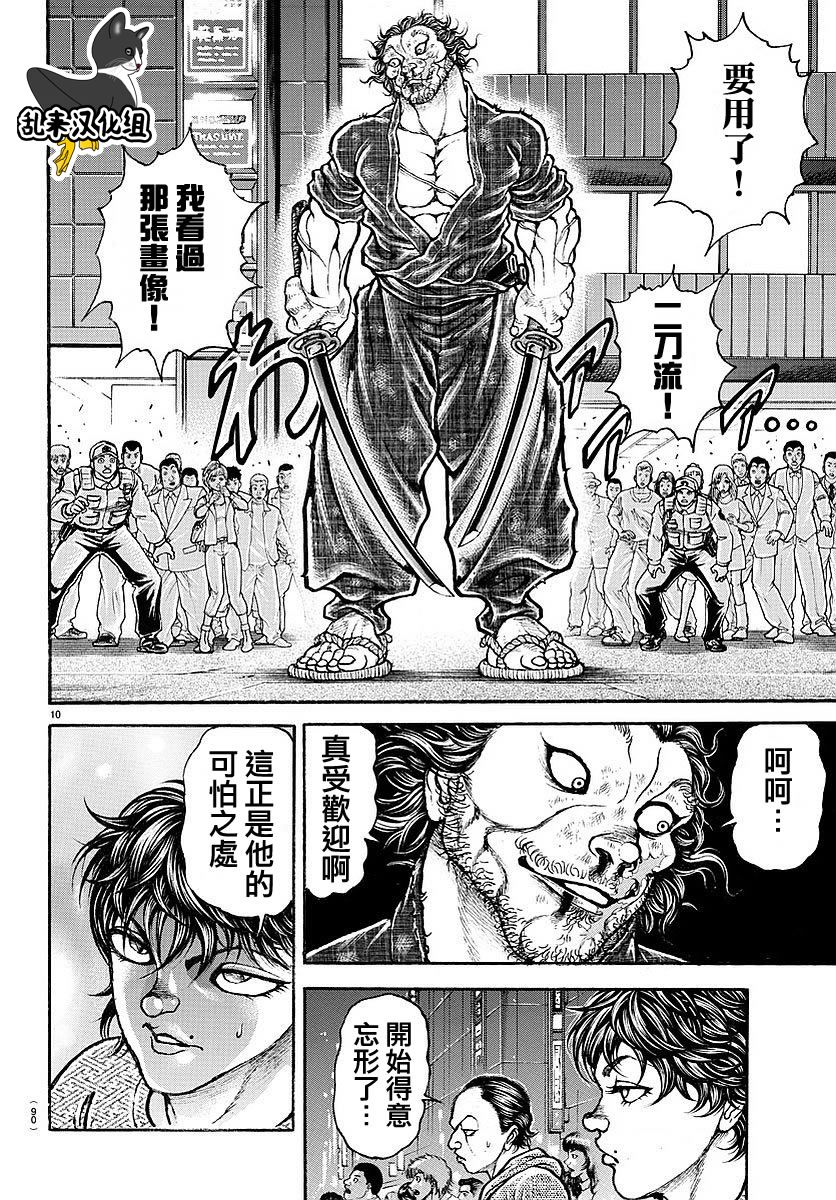 要用了！
二刀流！
我看過
那張畫像！
乱来汉化组
10
呵呵…
真受歡迎啊
開始得意
忘形了…
這正是他的
可怕之處
（90）